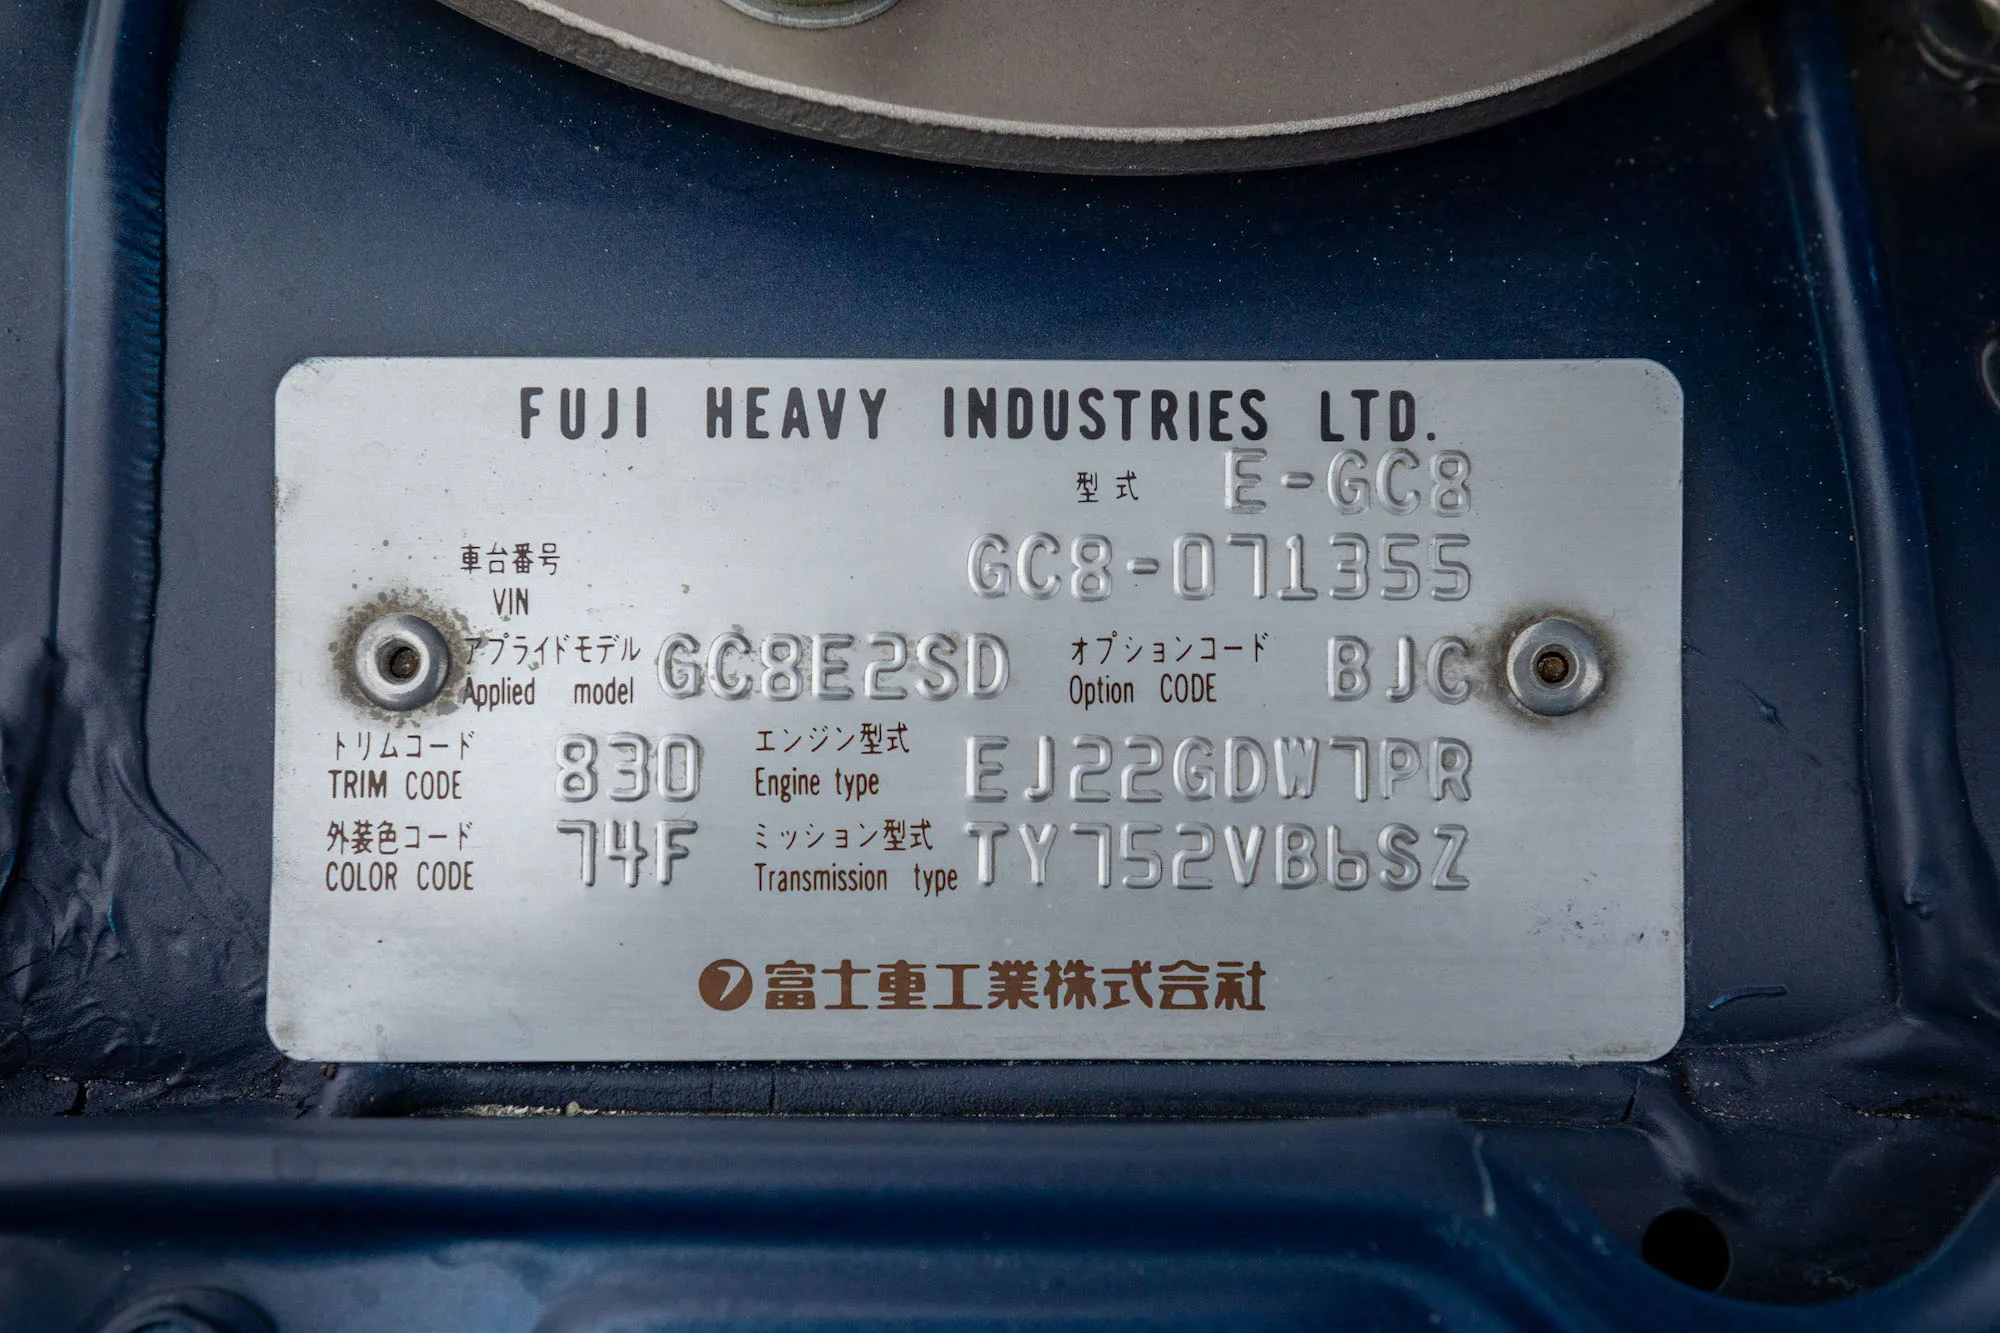 FUJI HEAVY INDUSTRIES LTD.
型式 E-GC8
車台番号 GC8-071355
VIN
アプライドモデル GC8E2SD オプションコード BJC
Applied model Option CODE
トリムコード 830 エンジン型式 EJ22GDW7PR
TRIM CODE Engine type
外装色コード 74F ミッション型式 TY752VB6SZ
COLOR CODE Transmission type
富士重工業株式会社